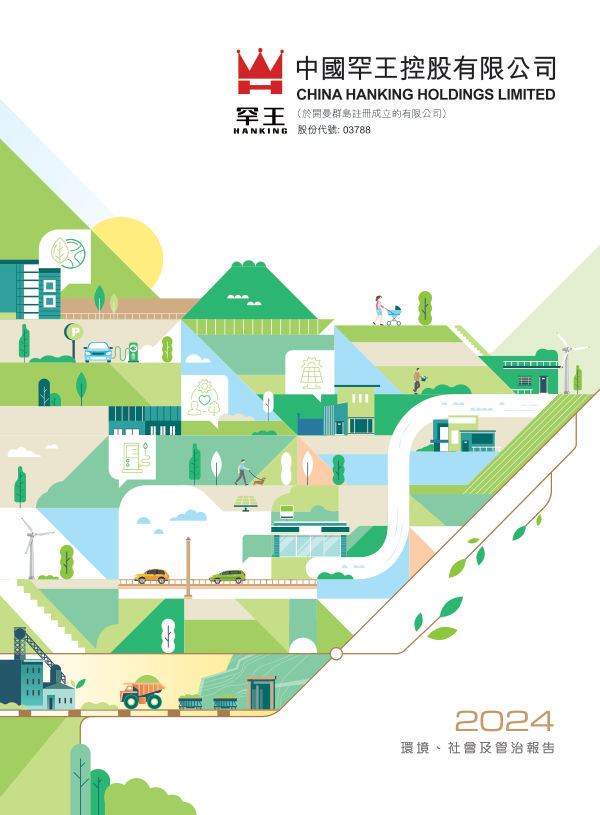 中國罕王控股有限公司
CHINA HANKING HOLDINGS LIMITED
(於開曼群島註冊成立的有限公司)
股份代號: 03788
罕王
HANKING
P
2024
環境、社會及管治報告